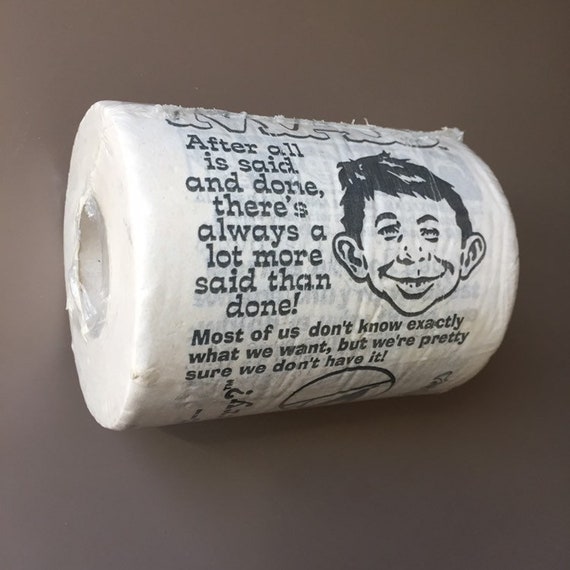 MAD
After all
is said
and done,
there's
always a
lot more
said than
done!
Most of us don't know exactly
what we want, but we're pretty
sure we don't have it!